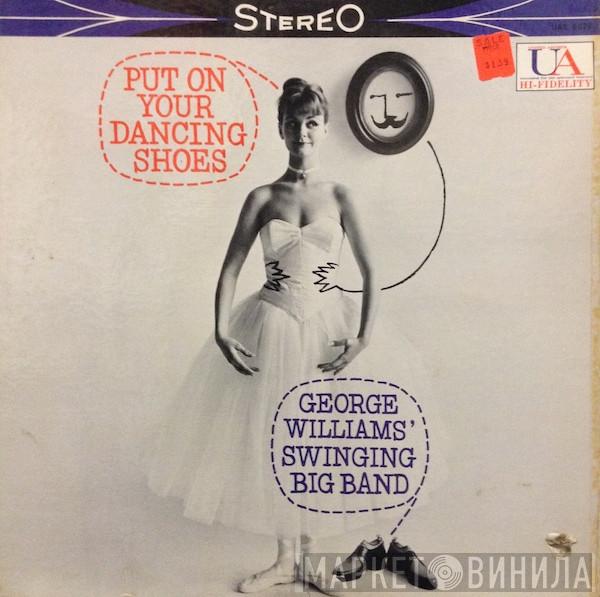 STEREO
UA
HI-FIDELITY
SALE
PUT ON
YOUR
DANCING
SHOES
GEORGE
WILLIAMS'
SWINGING
BIG BAND
МАРКЕТ ВИНИЛА